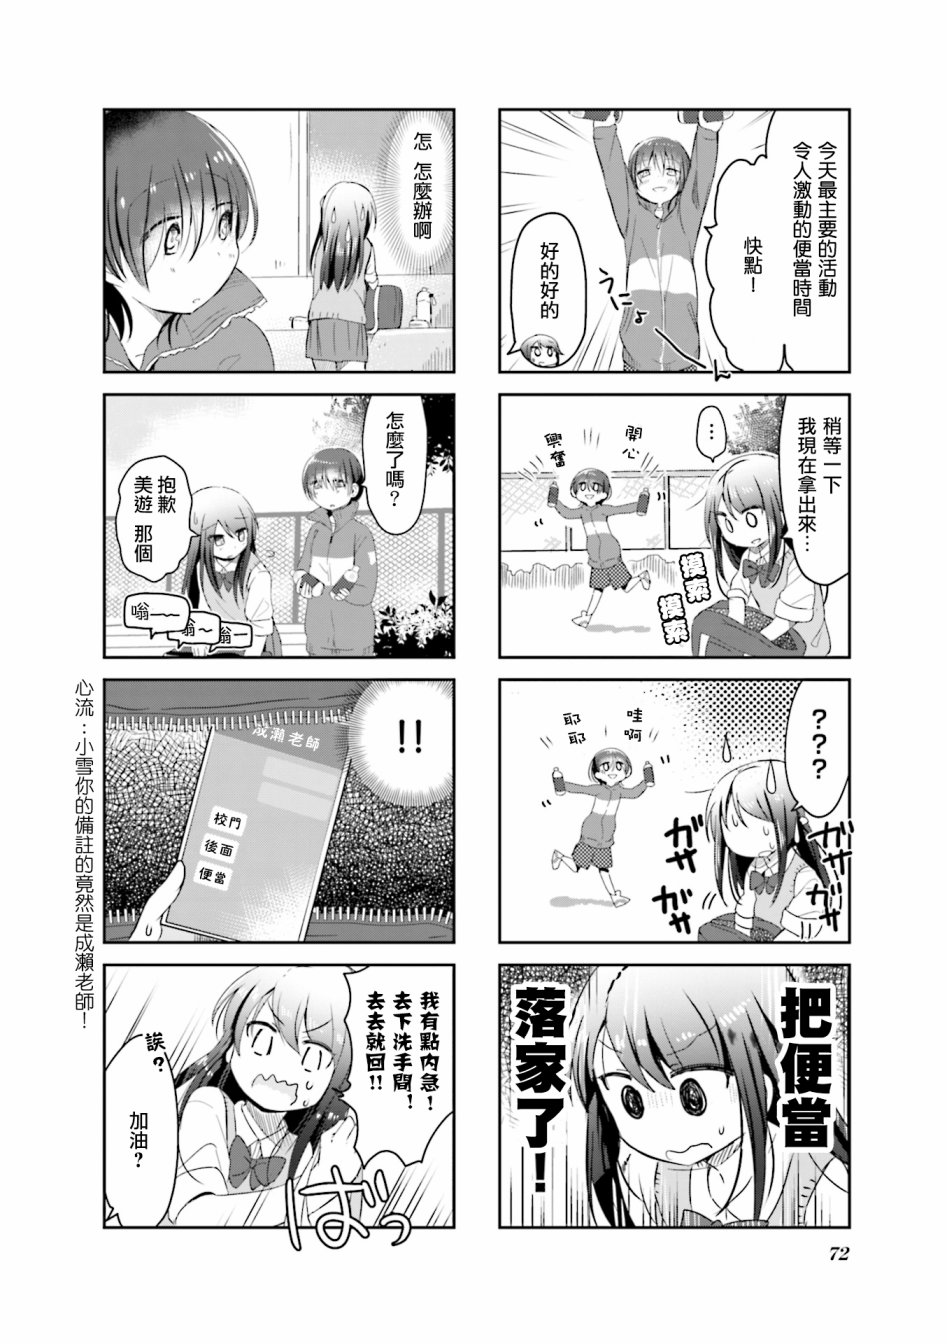 今天最主要的活動
令人激動的便當時間
快點！
好的好的
うにょ
〜ん
稍等一下
我現在拿出來…
…
開心
興奮
摸索
摸索
？？？
哇啊
耶耶
ガサ
ガサ
ガサ
ガサ
把便當
落家了！
怎 怎麼辦啊
怎麼了嗎？
抱歉
美遊 那個
嗡——
嗡～
嗡—
！！
成瀨老師
校門
後面
便當
我有點內急！
去下洗手間！
去去就回！！
誒？
加油？
ばっ
心流：小雪你的備註的竟然是成瀨老師！
72